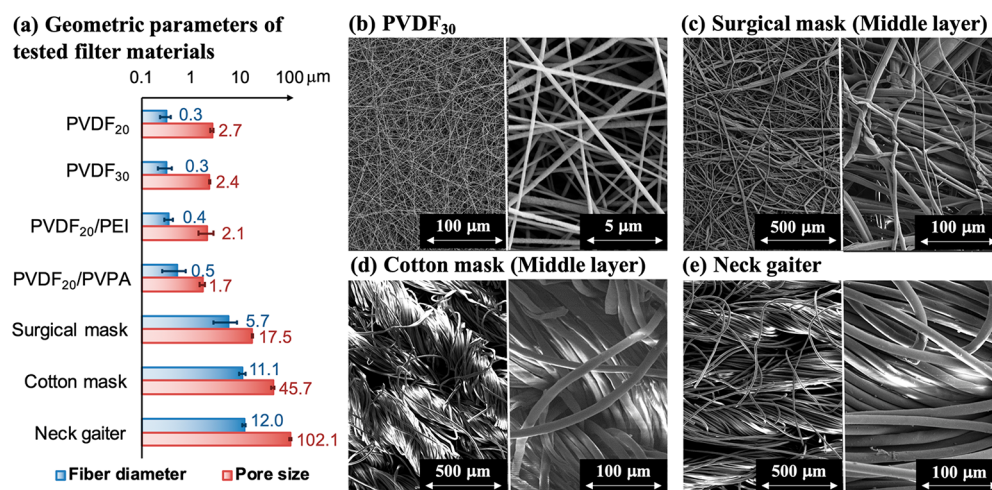 (a) Geometric parameters of
tested filter materials
0.1 1 10 100 μm
PVDF₂₀
0.3
2.7
PVDF₃₀
0.3
2.4
PVDF₂₀/PEI
0.4
2.1
PVDF₂₀/PVPA
0.5
1.7
Surgical mask
5.7
17.5
Cotton mask
11.1
45.7
Neck gaiter
12.0
102.1
Fiber diameter Pore size
(b) PVDF₃₀
100 μm
5 μm
(c) Surgical mask (Middle layer)
500 μm
100 μm
(d) Cotton mask (Middle layer)
500 μm
100 μm
(e) Neck gaiter
500 μm
100 μm